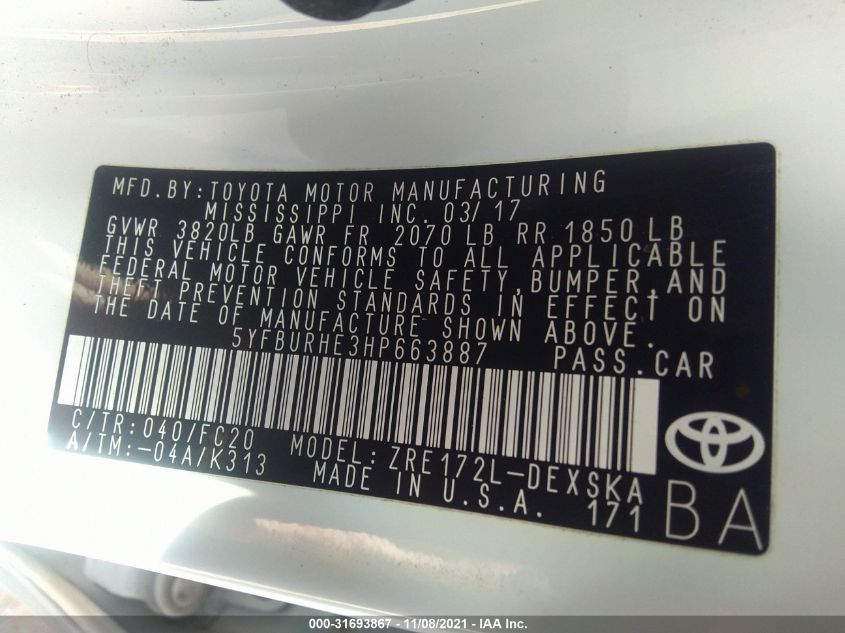 MFD. BY: TOYOTA MOTOR MANUFACTURING
MISSISSIPPI INC. 03/17
GVWR 3820LB GAWR FR 2070 LB RR 1850 LB
THIS VEHICLE CONFORMS TO ALL APPLICABLE
FEDERAL MOTOR VEHICLE SAFETY, BUMPER, AND
THEFT PREVENTION STANDARDS IN EFFECT ON
THE DATE OF MANUFACTURE SHOWN ABOVE.
5YFBURHE3HP663887 PASS. CAR
C/TR: 040/FC20 MODEL: ZRE172L-DEXSKA
A/TM: -04A/K313 MADE IN U.S.A. 171
BA
000-31693867 - 11/08/2021 - IAA Inc.